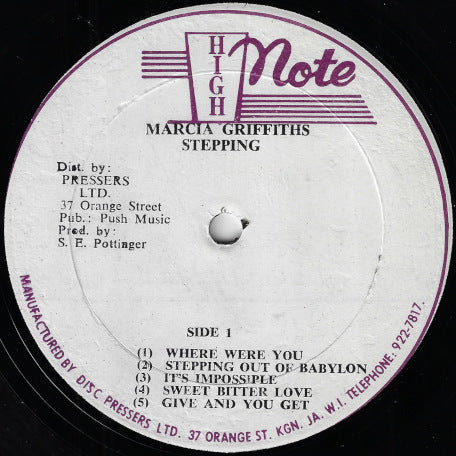 HIGH Note
MARCIA GRIFFITHS
STEPPING
Dist. by:
PRESSERS
LTD.
37 Orange Street
Pub.: Push Music
Prod. by:
S. E. Pottinger
SIDE 1
(1) WHERE WERE YOU
(2) STEPPING OUT OF BABYLON
(3) IT'S IMPOSSIPLE
(4) SWEET BITTER LOVE
(5) GIVE AND YOU GET
MANUFACTURED BY DISC PRESSERS LTD. 37 ORANGE ST. KGN. JA. W.I. TELEPHONE: 922-7817.